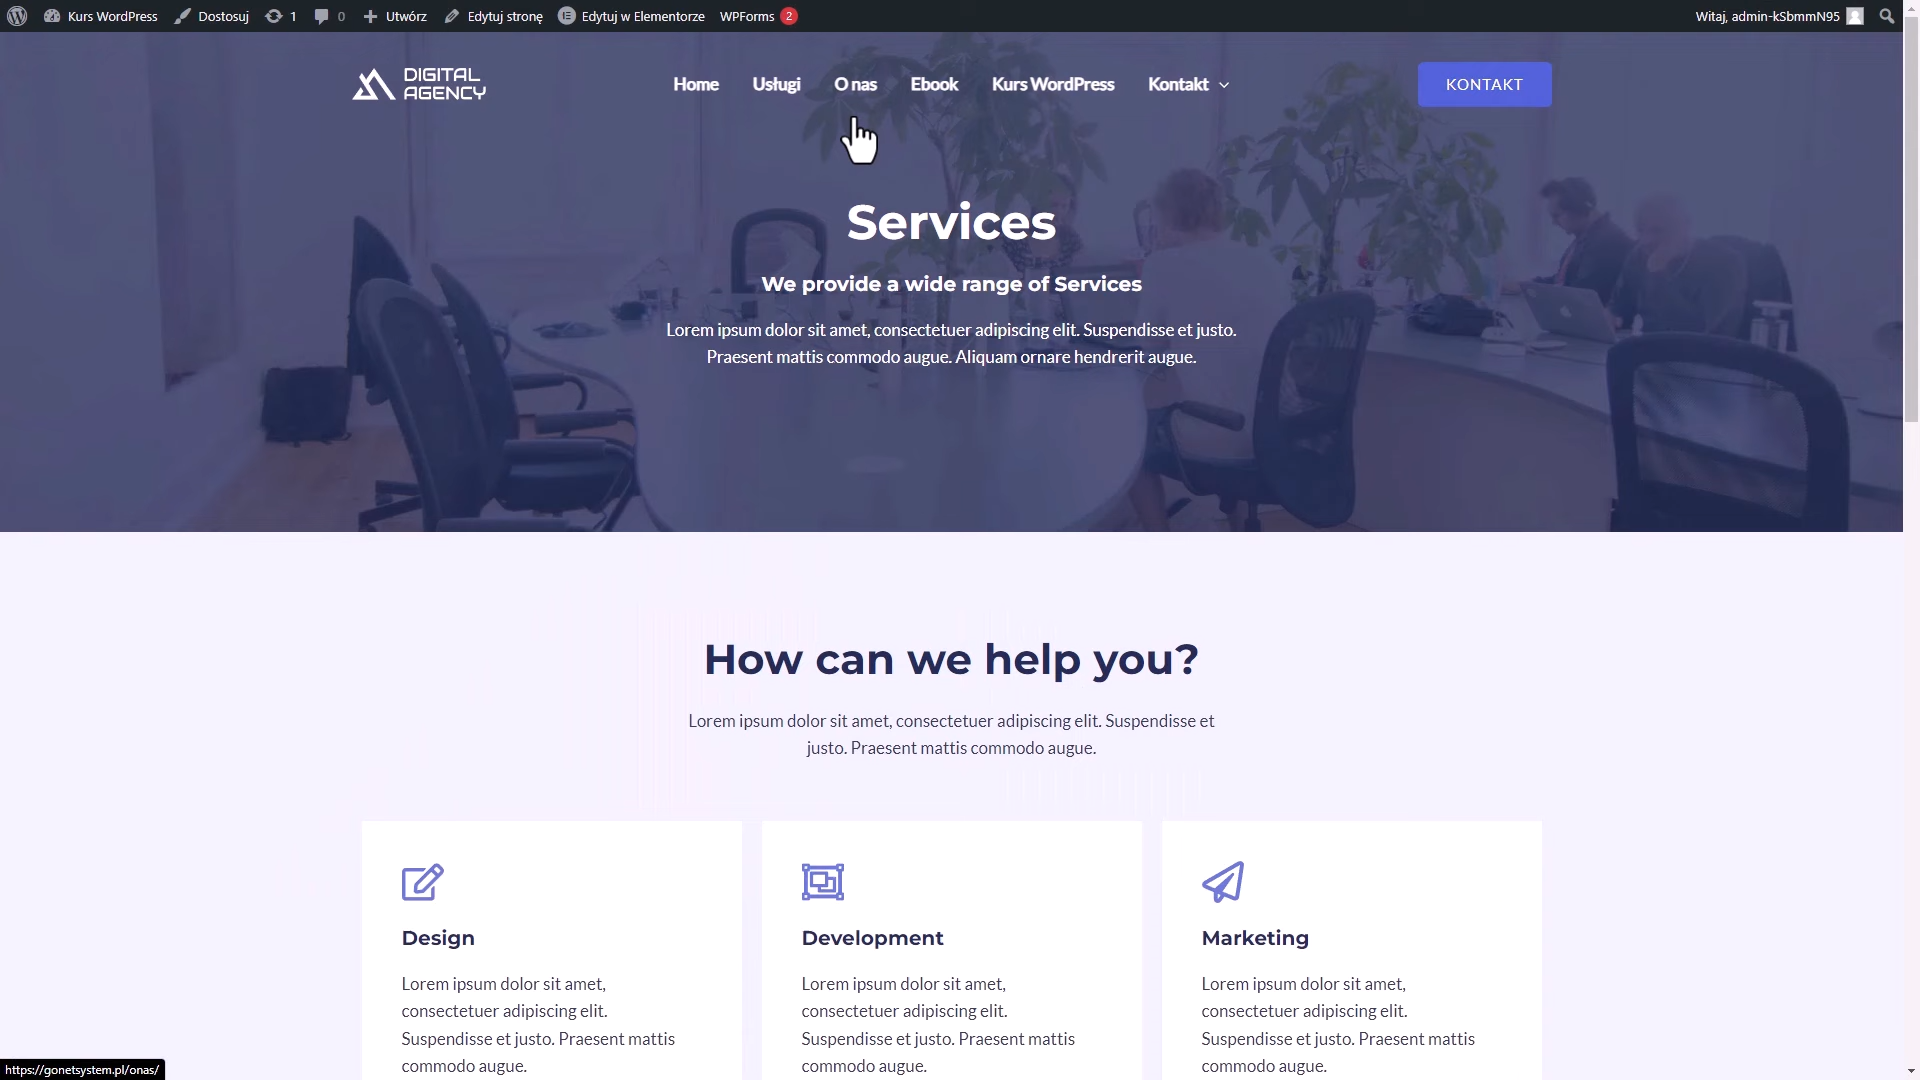 Kurs WordPress Dostosuj 1 0 Utwórz Edytuj stronę Edytuj w Elementorze WPForms 2 Witaj, admin-kSbmmN95
DIGITAL
AGENCY
Home Usługi O nas Ebook Kurs WordPress Kontakt KONTAKT
Services
We provide a wide range of Services
Lorem ipsum dolor sit amet, consectetuer adipiscing elit. Suspendisse et justo.
Praesent mattis commodo augue. Aliquam ornare hendrerit augue.
How can we help you?
Lorem ipsum dolor sit amet, consectetuer adipiscing elit. Suspendisse et
justo. Praesent mattis commodo augue.
Design
Lorem ipsum dolor sit amet,
consectetuer adipiscing elit.
Suspendisse et justo. Praesent mattis
commodo augue.
Development
Lorem ipsum dolor sit amet,
consectetuer adipiscing elit.
Suspendisse et justo. Praesent mattis
commodo augue.
Marketing
Lorem ipsum dolor sit amet,
consectetuer adipiscing elit.
Suspendisse et justo. Praesent mattis
commodo augue.
https://gonetsystem.pl/onas/